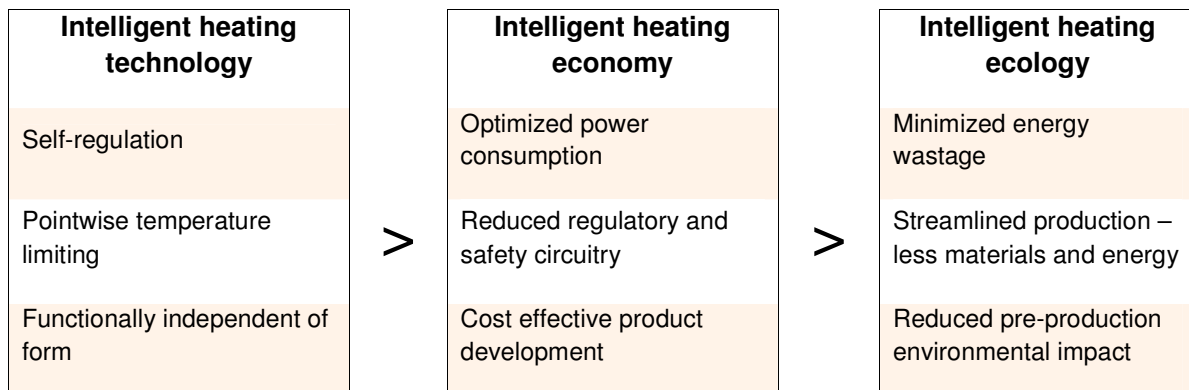 Intelligent heating
technology
Self-regulation
Pointwise temperature
limiting
Functionally independent of
form
>
Intelligent heating
economy
Optimized power
consumption
Reduced regulatory and
safety circuitry
Cost effective product
development
>
Intelligent heating
ecology
Minimized energy
wastage
Streamlined production –
less materials and energy
Reduced pre-production
environmental impact